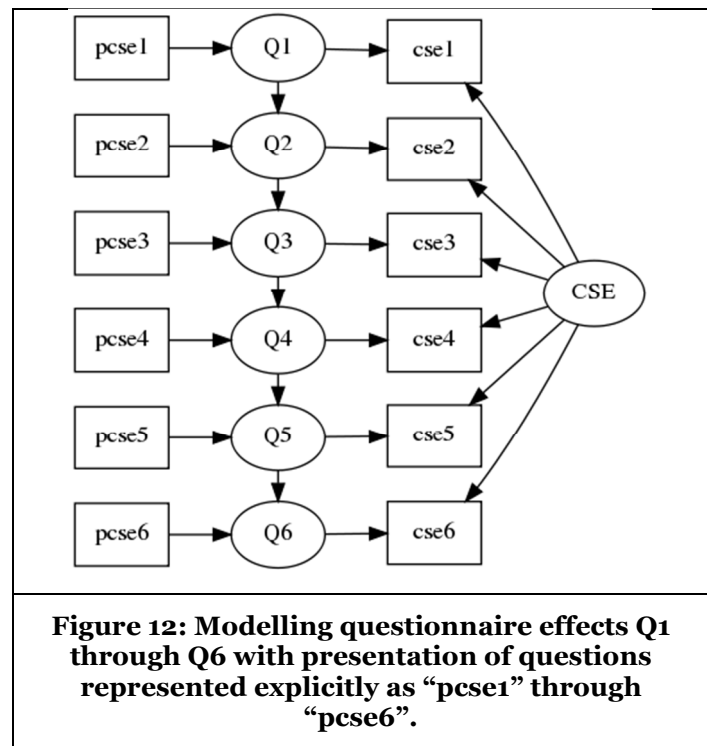 pcse1 Q1 cse1
pcse2 Q2 cse2
pcse3 Q3 cse3
CSE
pcse4 Q4 cse4
pcse5 Q5 cse5
pcse6 Q6 cse6
Figure 12: Modelling questionnaire effects Q1
through Q6 with presentation of questions
represented explicitly as “pcse1” through
“pcse6”.